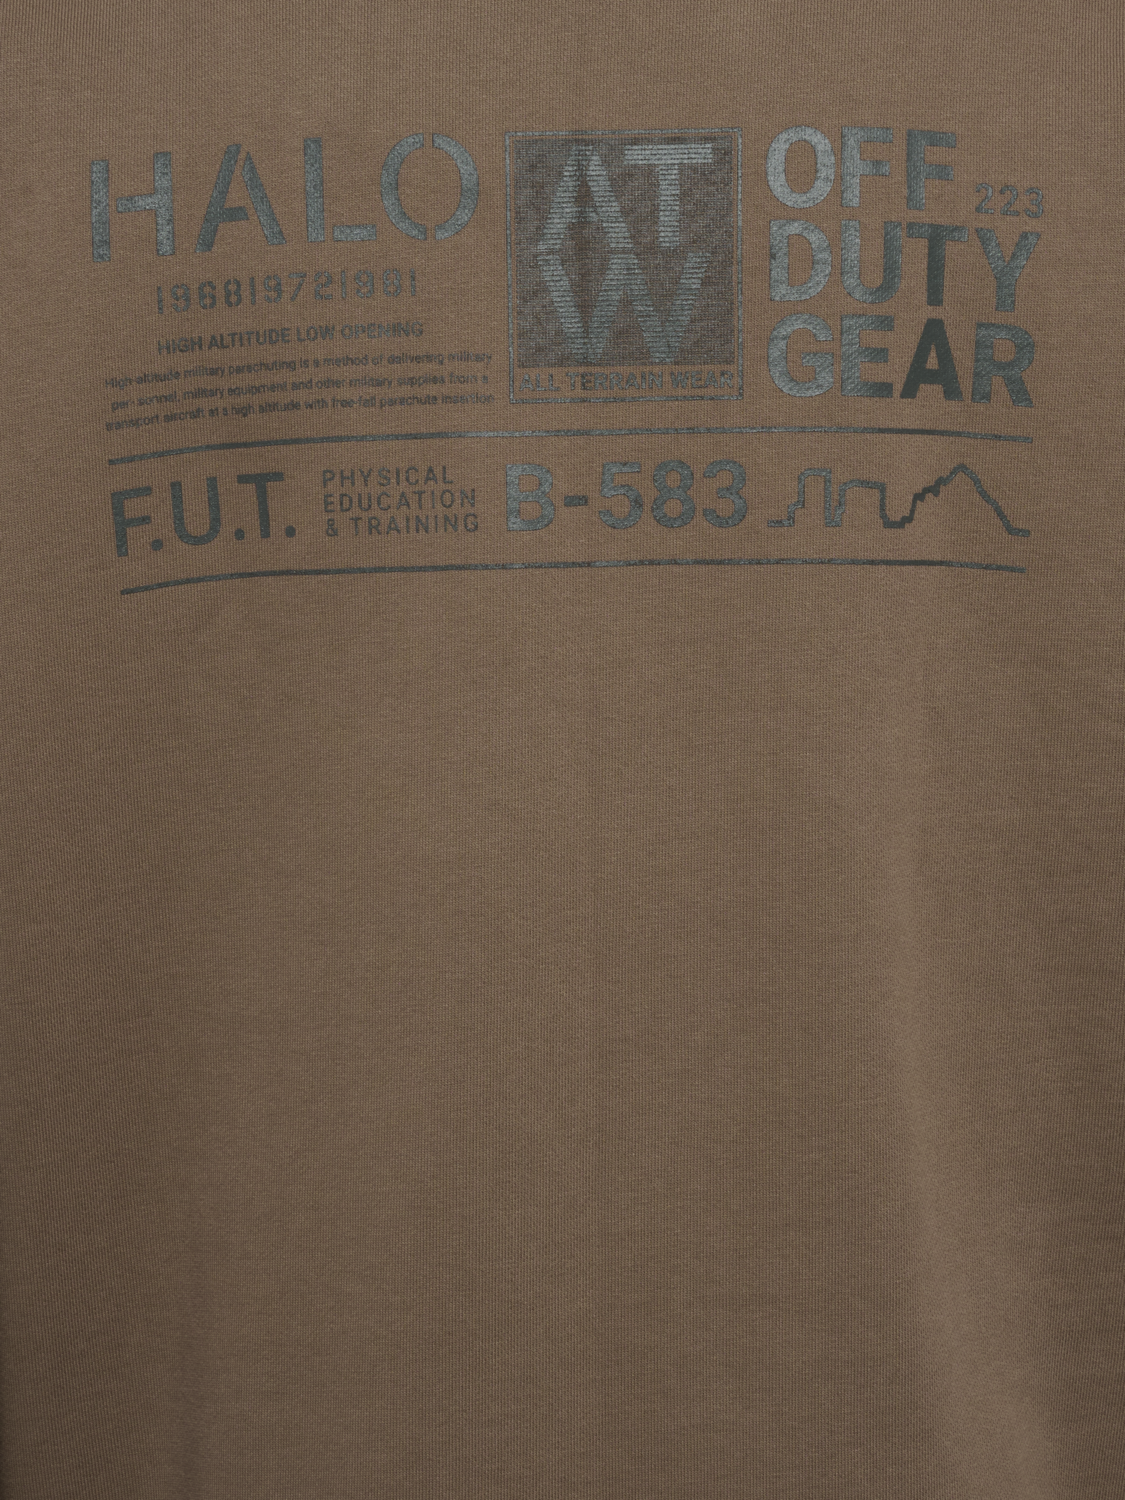 HALO
1968|1972|1981
HIGH ALTITUDE LOW OPENING
High-altitude military parachuting is a method of delivering military
personnel, military equipment and other military supplies from a
transport aircraft at a high altitude with free-fall parachute insertion
AT
W
ALL TERRAIN WEAR
OFF 223
DUTY
GEAR
F.U.T.
PHYSICAL
EDUCATION
& TRAINING
B-583